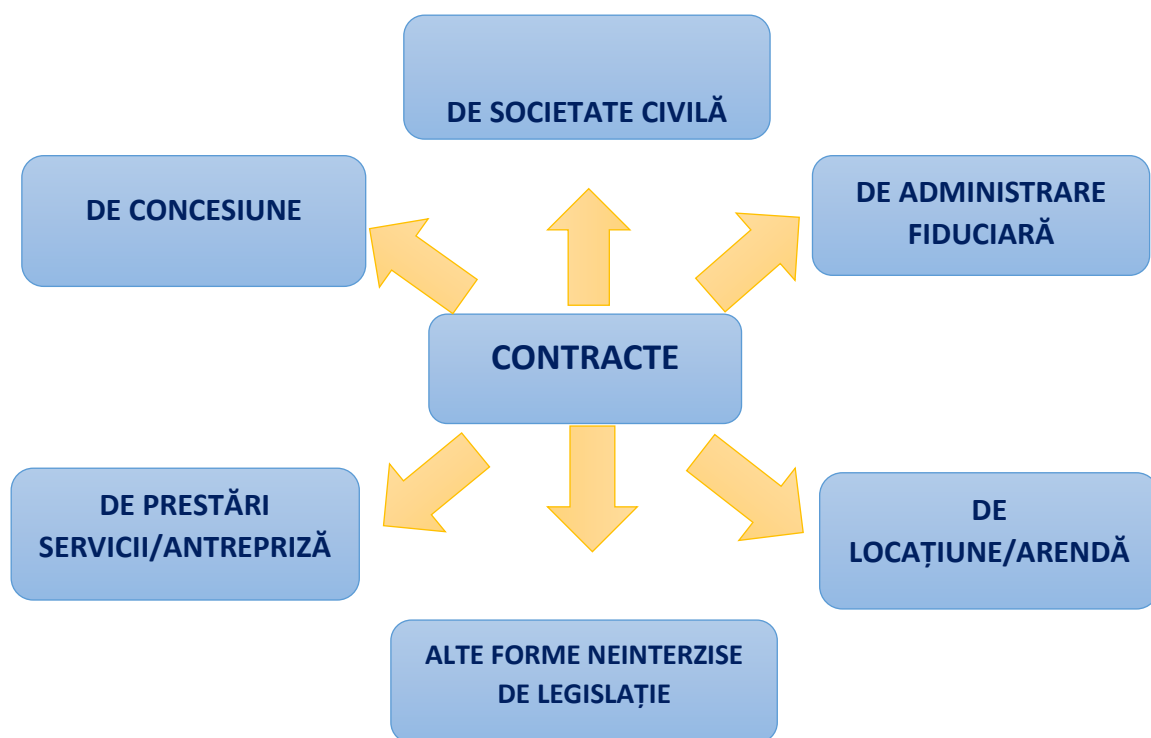 DE SOCIETATE CIVILĂ
DE CONCESIUNE
DE ADMINISTRARE
FIDUCIARĂ
CONTRACTE
DE PRESTĂRI
SERVICII/ANTREPRIZĂ
DE
LOCAȚIUNE/ARENDĂ
ALTE FORME NEINTERZISE
DE LEGISLAȚIE